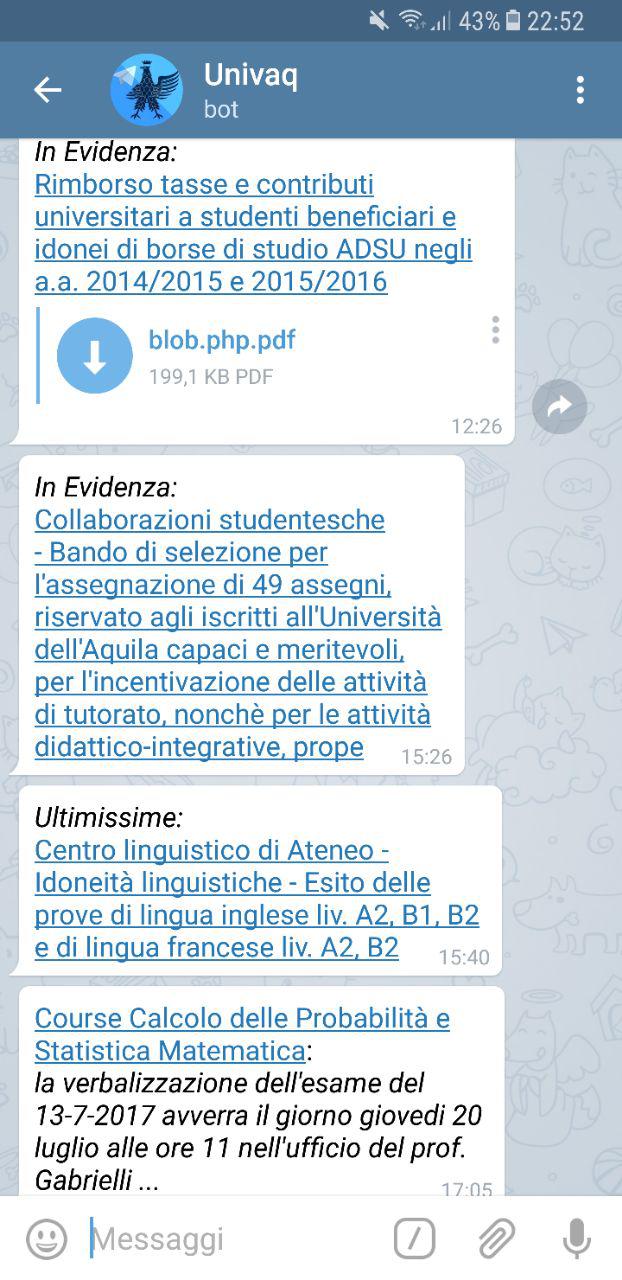 43% 22:52
Univaq
bot
In Evidenza:
Rimborso tasse e contributi
universitari a studenti beneficiari e
idonei di borse di studio ADSU negli
a.a. 2014/2015 e 2015/2016
blob.php.pdf
199,1 KB PDF
12:26
In Evidenza:
Collaborazioni studentesche
- Bando di selezione per
l'assegnazione di 49 assegni,
riservato agli iscritti all'Università
dell'Aquila capaci e meritevoli,
per l'incentivazione delle attività
di tutorato, nonchè per le attività
didattico-integrative, prope
15:26
Ultimissime:
Centro linguistico di Ateneo -
Idoneità linguistiche - Esito delle
prove di lingua inglese liv. A2, B1, B2
e di lingua francese liv. A2, B2
15:40
Course Calcolo delle Probabilità e
Statistica Matematica:
la verbalizzazione dell'esame del
13-7-2017 avverra il giorno giovedi 20
luglio alle ore 11 nell'ufficio del prof.
Gabrielli ...
17:05
Messaggi